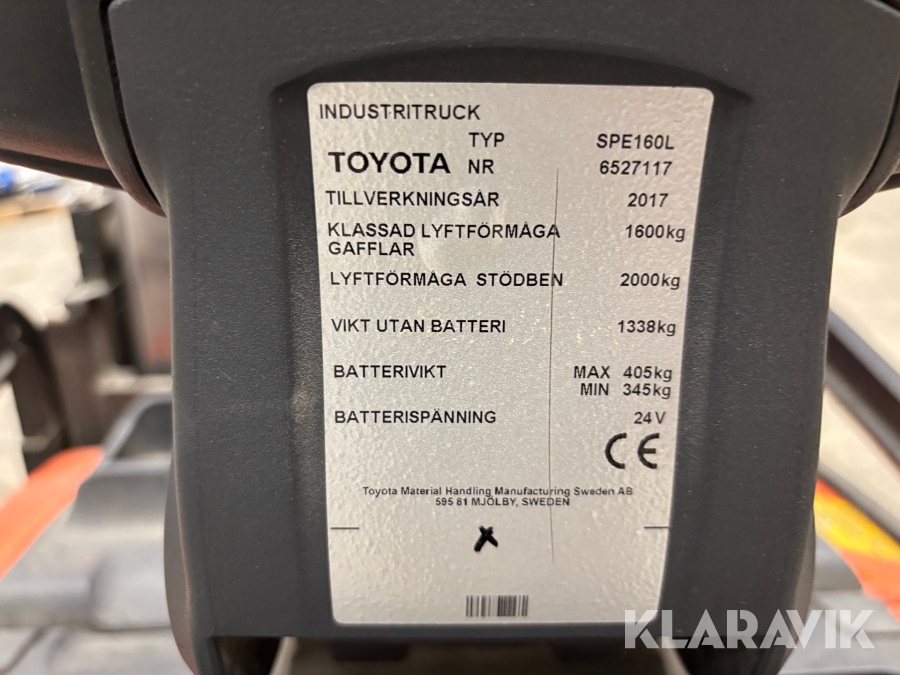 INDUSTRITRUCK
TYP SPE160L
TOYOTA NR 6527117
TILLVERKNINGSÅR 2017
KLASSAD LYFTFÖRMÅGA 1600kg
GAFFLAR
LYFTFÖRMÅGA STÖDBEN 2000kg
VIKT UTAN BATTERI 1338kg
BATTERIVIKT MAX 405kg
MIN 345kg
BATTERISPÄNNING 24V
CE
Toyota Material Handling Manufacturing Sweden AB
595 81 MJÖLBY, SWEDEN
X
KLARAVIK